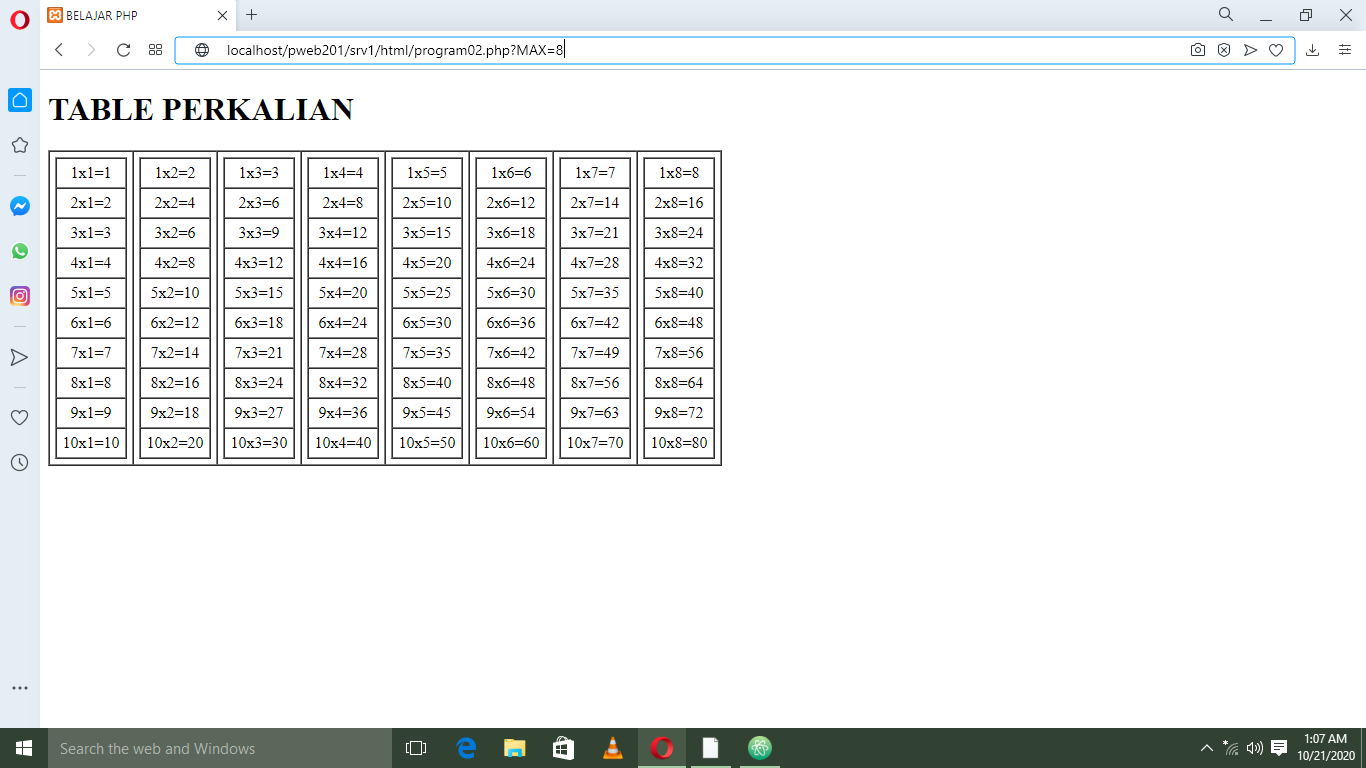 BELAJAR PHP
localhost/pweb201/srv1/html/program02.php?MAX=8
TABLE PERKALIAN
1x1=1 1x2=2 1x3=3 1x4=4 1x5=5 1x6=6 1x7=7 1x8=8
2x1=2 2x2=4 2x3=6 2x4=8 2x5=10 2x6=12 2x7=14 2x8=16
3x1=3 3x2=6 3x3=9 3x4=12 3x5=15 3x6=18 3x7=21 3x8=24
4x1=4 4x2=8 4x3=12 4x4=16 4x5=20 4x6=24 4x7=28 4x8=32
5x1=5 5x2=10 5x3=15 5x4=20 5x5=25 5x6=30 5x7=35 5x8=40
6x1=6 6x2=12 6x3=18 6x4=24 6x5=30 6x6=36 6x7=42 6x8=48
7x1=7 7x2=14 7x3=21 7x4=28 7x5=35 7x6=42 7x7=49 7x8=56
8x1=8 8x2=16 8x3=24 8x4=32 8x5=40 8x6=48 8x7=56 8x8=64
9x1=9 9x2=18 9x3=27 9x4=36 9x5=45 9x6=54 9x7=63 9x8=72
10x1=10 10x2=20 10x3=30 10x4=40 10x5=50 10x6=60 10x7=70 10x8=80
Search the web and Windows
1:07 AM
10/21/2020